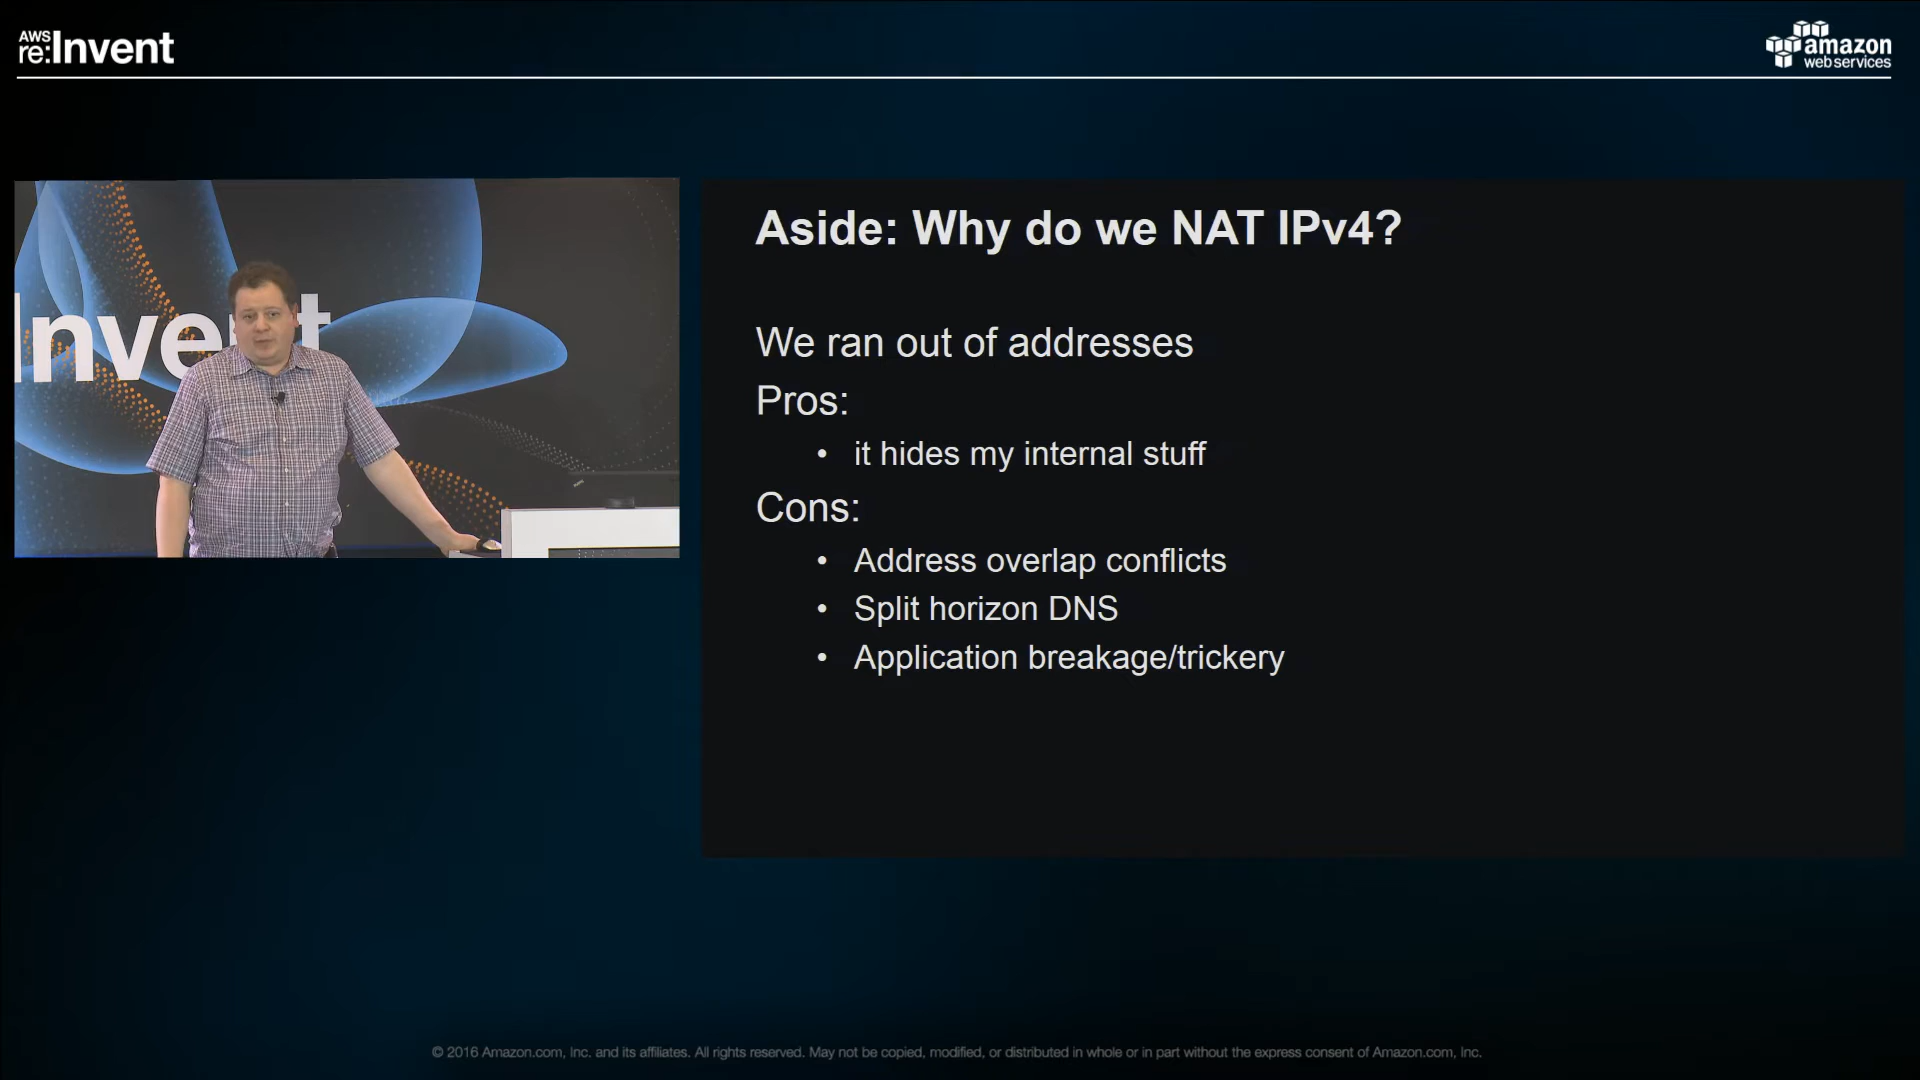 AWS
re:Invent
amazon
web services
Invent
Aside: Why do we NAT IPv4?
We ran out of addresses
Pros:
• it hides my internal stuff
Cons:
• Address overlap conflicts
• Split horizon DNS
• Application breakage/trickery
© 2016 Amazon.com, Inc. and its affiliates. All rights reserved. May not be copied, modified, or distributed in whole or in part without the express consent of Amazon.com, Inc.